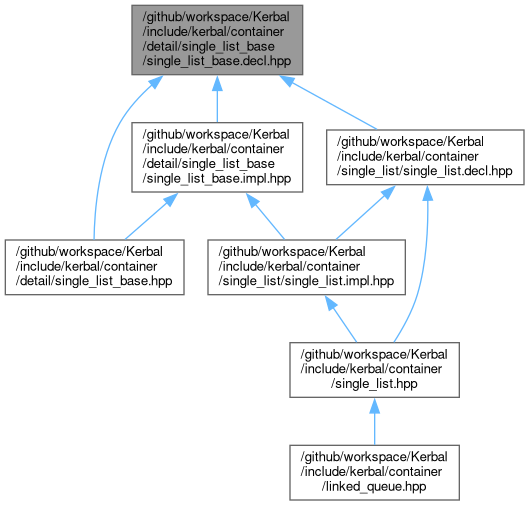 /github/workspace/Kerbal
/include/kerbal/container
/detail/single_list_base
/single_list_base.decl.hpp
/github/workspace/Kerbal
/include/kerbal/container
/detail/single_list_base
/single_list_base.impl.hpp
/github/workspace/Kerbal
/include/kerbal/container
/single_list/single_list.decl.hpp
/github/workspace/Kerbal
/include/kerbal/container
/detail/single_list_base.hpp
/github/workspace/Kerbal
/include/kerbal/container
/single_list/single_list.impl.hpp
/github/workspace/Kerbal
/include/kerbal/container
/single_list.hpp
/github/workspace/Kerbal
/include/kerbal/container
/linked_queue.hpp